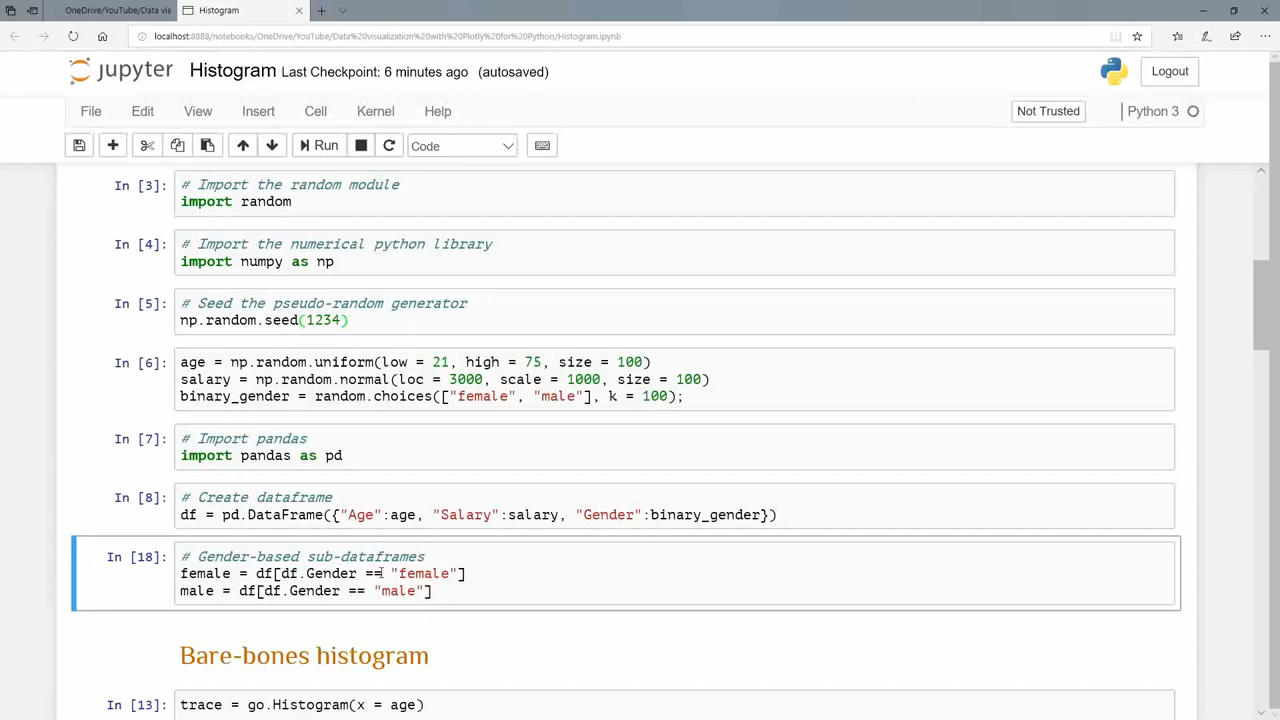 OneDrive/YouTube/Data vis
Histogram
localhost:8888/notebooks/OneDrive/YouTube/Data%20visualization%20with%20Plotly%20for%20Python/Histogram.ipynb
jupyter Histogram Last Checkpoint: 6 minutes ago (autosaved)
Logout
File Edit View Insert Cell Kernel Help
Not Trusted
Python 3
Run
Code
In [3]: # Import the random module
import random
In [4]: # Import the numerical python library
import numpy as np
In [5]: # Seed the pseudo-random generator
np.random.seed(1234)
In [6]: age = np.random.uniform(low = 21, high = 75, size = 100)
salary = np.random.normal(loc = 3000, scale = 1000, size = 100)
binary_gender = random.choices(["female", "male"], k = 100);
In [7]: # Import pandas
import pandas as pd
In [8]: # Create dataframe
df = pd.DataFrame({"Age":age, "Salary":salary, "Gender":binary_gender})
In [18]: # Gender-based sub-dataframes
female = df[df.Gender == "female"]
male = df[df.Gender == "male"]
Bare-bones histogram
In [13]: trace = go.Histogram(x = age)